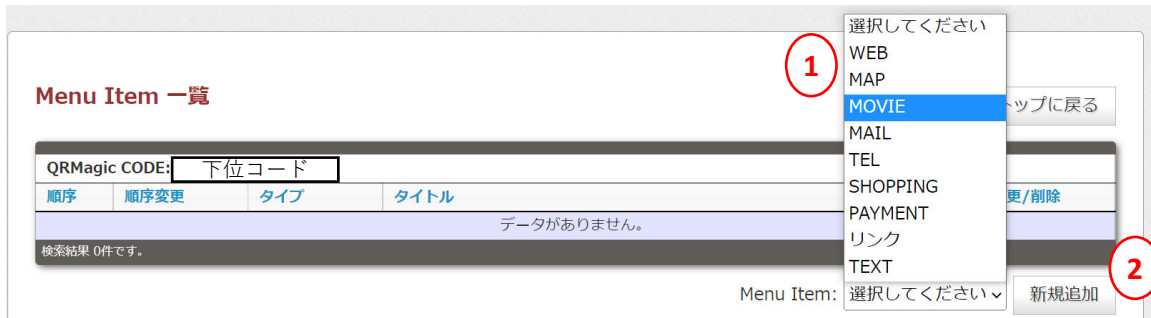 選択してください
WEB
MAP
MOVIE
MAIL
TEL
SHOPPING
PAYMENT
リンク
TEXT
1
Menu Item 一覧
トップに戻る
QRMagic CODE: 下位コード
順序 順序変更 タイプ タイトル 更/削除
データがありません。
検索結果 0件です。
2
Menu Item: 選択してください 新規追加